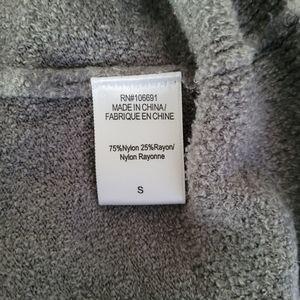 RN#106691
MADE IN CHINA/
FABRIQUE EN CHINE
75%Nylon 25%Rayon/
Nylon Rayonne
S